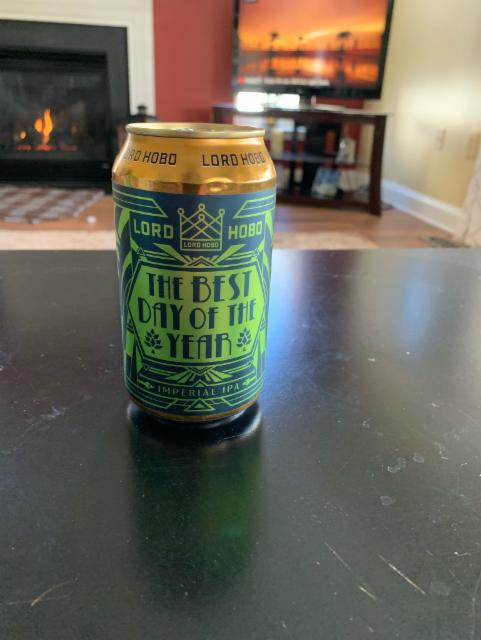 LORD HOBO
LORD HOBO
LORD HOBO
LORD HOBO
THE BEST
DAY OF THE
YEAR
IMPERIAL IPA